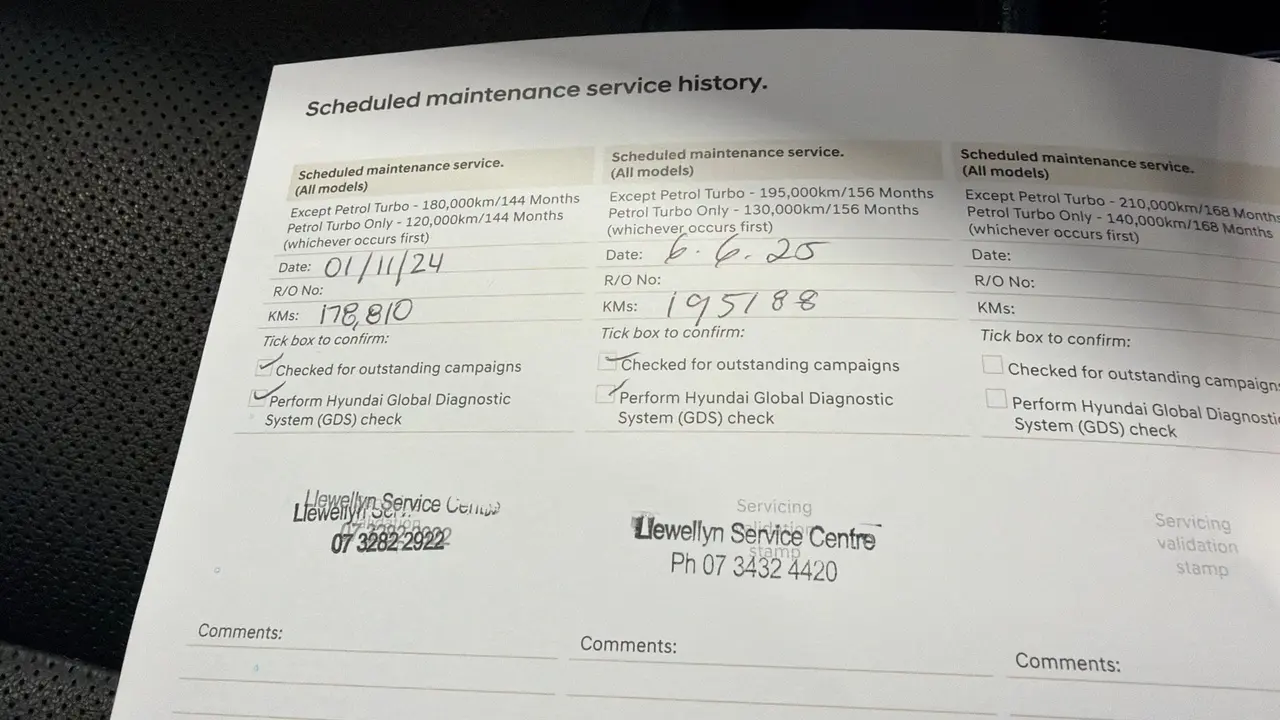 Scheduled maintenance service history.
Scheduled maintenance service.
(All models)
Except Petrol Turbo - 180,000km/144 Months
Petrol Turbo Only - 120,000km/144 Months
(whichever occurs first)
Date: 01/11/24
R/O No:
KMs: 178,810
Tick box to confirm:
Checked for outstanding campaigns
Perform Hyundai Global Diagnostic
System (GDS) check
Llewellyn Service Centre
07 3282 2922
Comments:
Scheduled maintenance service.
(All models)
Except Petrol Turbo - 195,000km/156 Months
Petrol Turbo Only - 130,000km/156 Months
(whichever occurs first)
Date: 6.6.25
R/O No:
KMs: 195188
Tick box to confirm:
Checked for outstanding campaigns
Perform Hyundai Global Diagnostic
System (GDS) check
Servicing
Llewellyn Service Centre
stamp
Ph 07 3432 4420
Comments:
Scheduled maintenance service.
(All models)
Except Petrol Turbo - 210,000km/168 Months
Petrol Turbo Only - 140,000km/168 Months
(whichever occurs first)
Date:
R/O No:
KMs:
Tick box to confirm:
Checked for outstanding campaigns
Perform Hyundai Global Diagnostic
System (GDS) check
Servicing
validation
stamp
Comments: